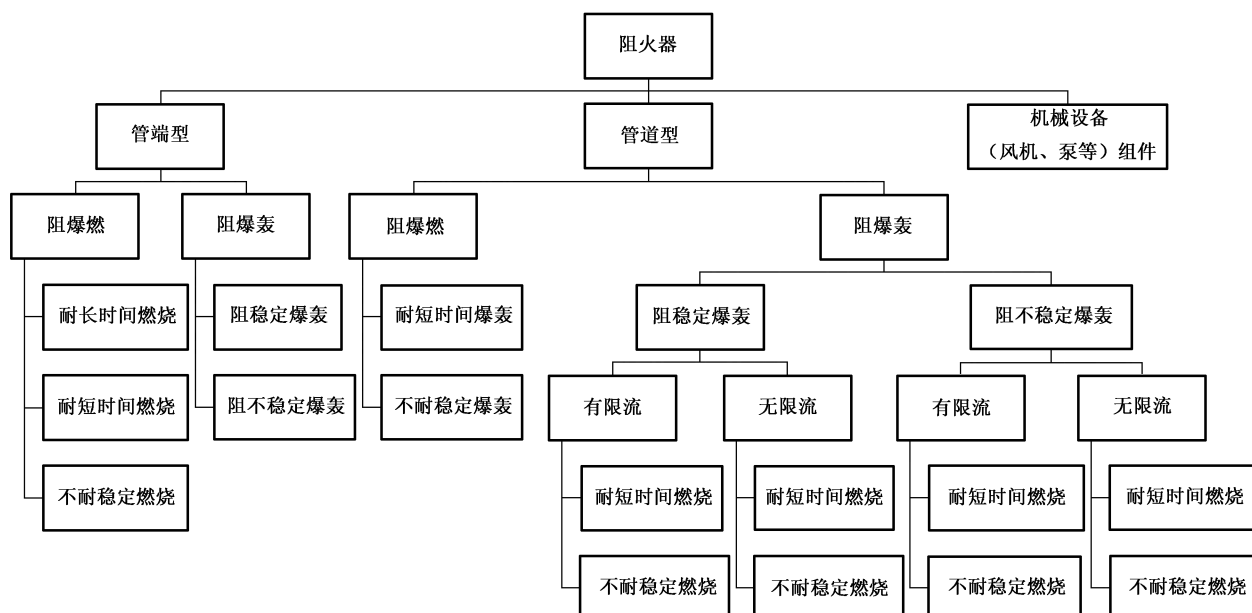 阻火器
管端型
管道型
机械设备
（风机、泵等）组件
阻爆燃
阻爆轰
阻爆燃
阻爆轰
耐长时间燃烧
阻稳定爆轰
耐短时间爆轰
阻稳定爆轰
阻不稳定爆轰
耐短时间燃烧
阻不稳定爆轰
不耐稳定爆轰
有限流
无限流
有限流
无限流
不耐稳定燃烧
耐短时间燃烧
耐短时间燃烧
耐短时间燃烧
耐短时间燃烧
不耐稳定燃烧
不耐稳定燃烧
不耐稳定燃烧
不耐稳定燃烧